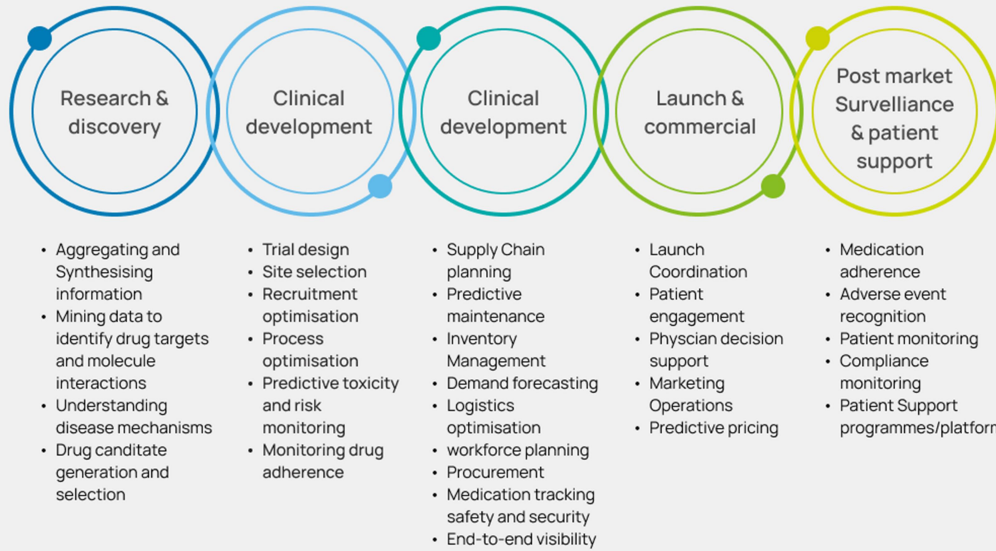 Research &
discovery
Clinical
development
Clinical
development
Launch &
commercial
Post market
Survelliance
& patient
support
• Aggregating and
Synthesising
information
• Mining data to
identify drug targets
and molecule
interactions
• Understanding
disease mechanisms
• Drug canditate
generation and
selection
• Trial design
• Site selection
• Recruitment
optimisation
• Process
optimisation
• Predictive toxicity
and risk
monitoring
• Monitoring drug
adherence
• Supply Chain
planning
• Predictive
maintenance
• Inventory
Management
• Demand forecasting
• Logistics
optimisation
• workforce planning
• Procurement
• Medication tracking
safety and security
• End-to-end visibility
• Launch
Coordination
• Patient
engagement
• Physcian decision
support
• Marketing
Operations
• Predictive pricing
• Medication
adherence
• Adverse event
recognition
• Patient monitoring
• Compliance
monitoring
• Patient Support
programmes/platform